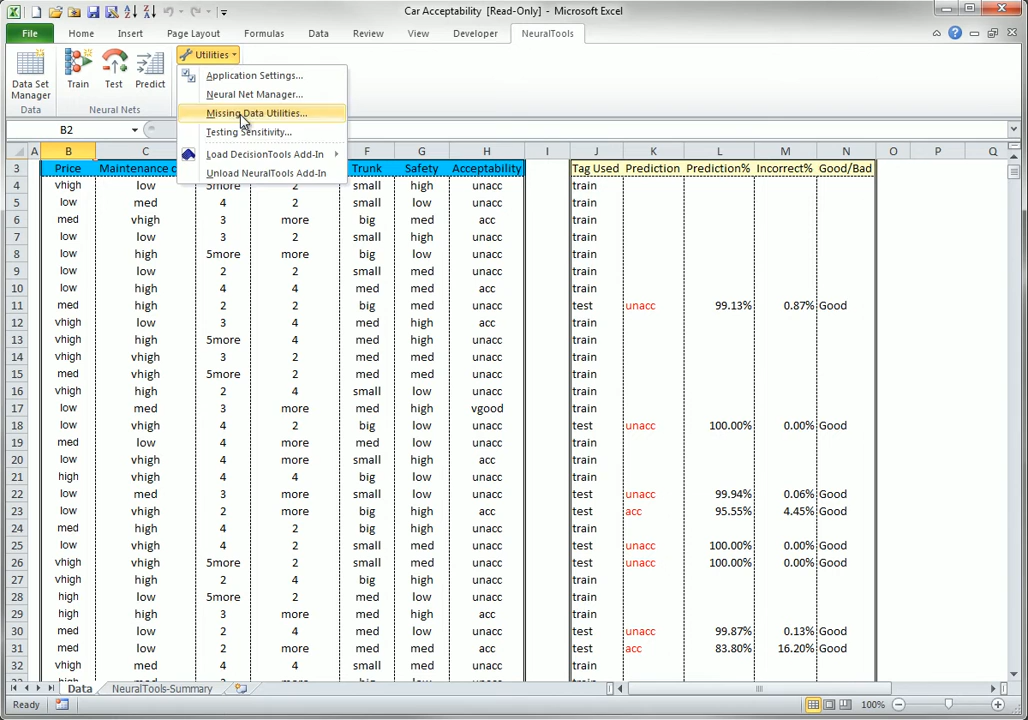 Car Acceptability [Read-Only] - Microsoft Excel
File Home Insert Page Layout Formulas Data Review View Developer NeuralTools
Utilities
Data Set Manager Train Test Predict
Data Neural Nets
Application Settings...
Neural Net Manager...
Missing Data Utilities...
Testing Sensitivity...
Load DecisionTools Add-In
Unload NeuralTools Add-In
B2
A B C F G H I J K L M N O P Q
3 Price Maintenance Trunk Safety Acceptability Tag Used Prediction Prediction% Incorrect% Good/Bad
4 vhigh low 5more 2 small high unacc train
5 low med 4 2 small low unacc train
6 med vhigh 3 more big med acc train
7 low low 3 2 small high unacc train
8 low high 5more more big low unacc train
9 low low 2 2 small med unacc train
10 low high 4 4 med med acc train
11 med high 2 2 big med unacc test unacc 99.13% 0.87% Good
12 vhigh low 3 4 med high acc train
13 vhigh high 5more 4 med high unacc train
14 vhigh vhigh 3 2 med med unacc train
15 med vhigh 5more 2 med med unacc train
16 vhigh high 2 4 small low unacc train
17 low med 3 more med high vgood train
18 low vhigh 4 2 big low unacc test unacc 100.00% 0.00% Good
19 med low 4 more med low unacc train
20 low vhigh 4 more small high acc train
21 high vhigh 4 4 big low unacc train
22 low med 3 more small low unacc test unacc 99.94% 0.06% Good
23 low vhigh 2 more big high acc test acc 95.55% 4.45% Good
24 med high 4 2 big high unacc train
25 low vhigh 4 2 small med unacc test unacc 100.00% 0.00% Good
26 vhigh vhigh 5more 2 small med unacc test unacc 100.00% 0.00% Good
27 vhigh high 2 4 big high unacc train
28 high low 5more 2 med low unacc train
29 high high 3 more med high acc train
30 med low 2 4 med low unacc test unacc 99.87% 0.13% Good
31 med low 2 more med med acc test acc 83.80% 16.20% Good
32 vhigh med 4 4 small med unacc train
Data NeuralTools-Summary
Ready 100%